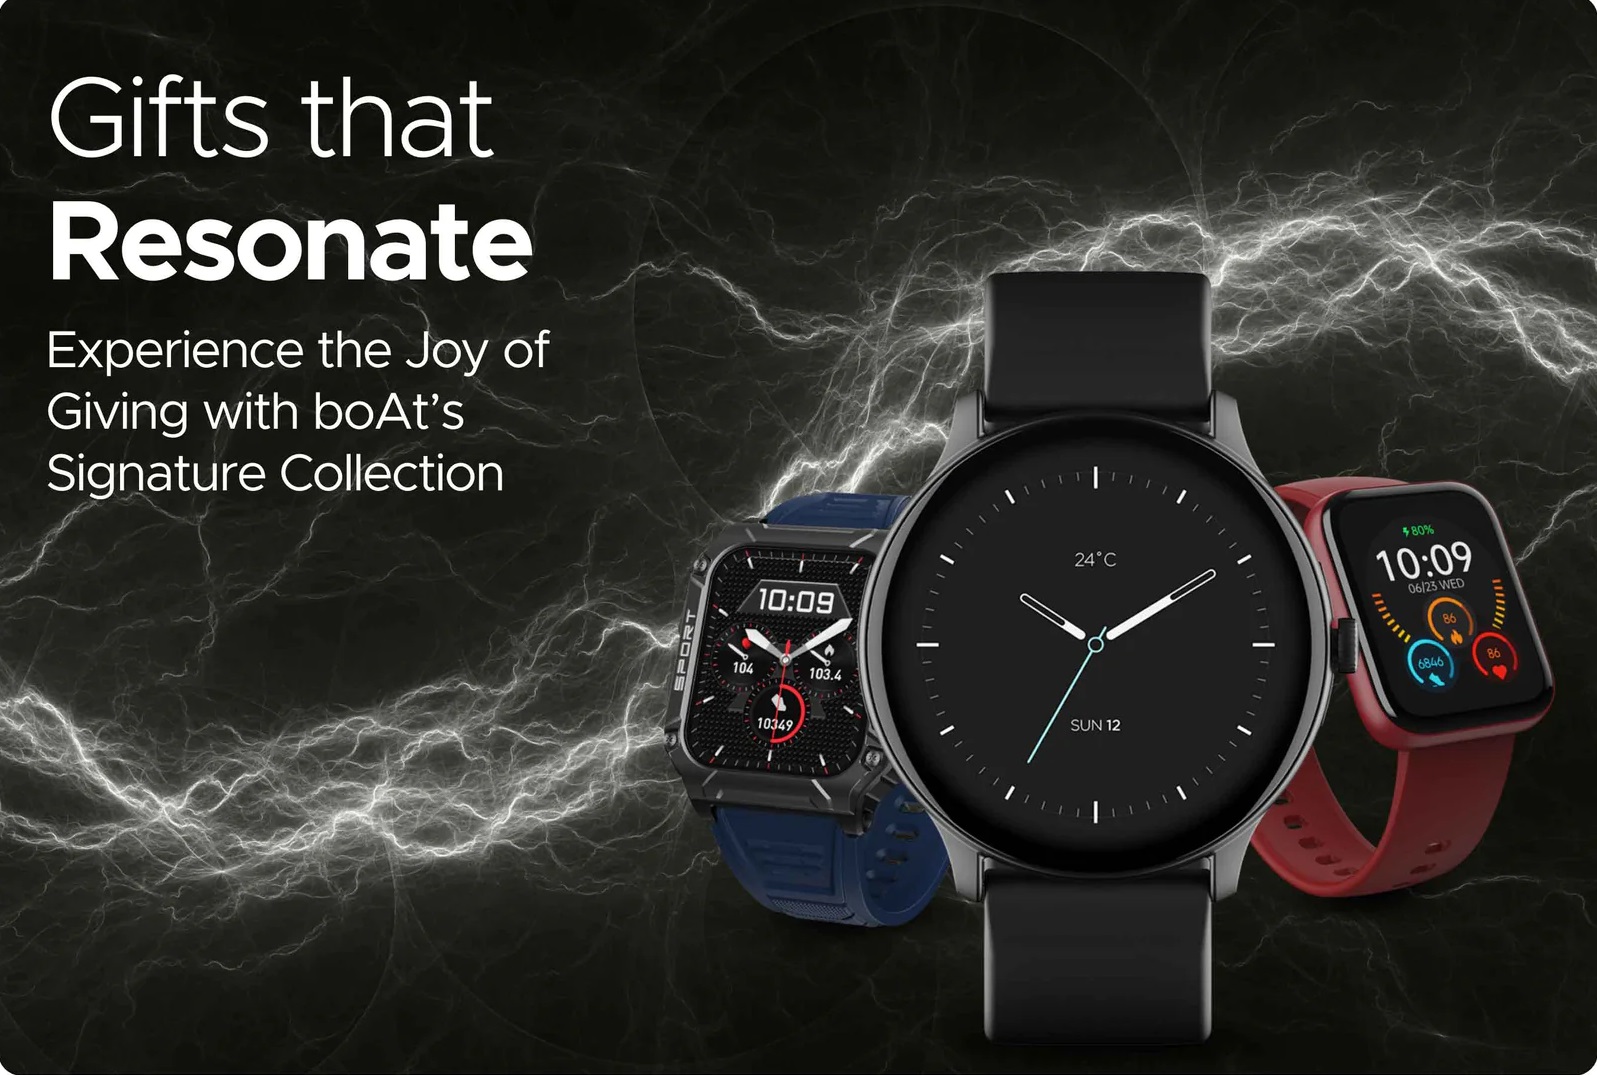 Gifts that
Resonate
Experience the Joy of
Giving with boAt’s
Signature Collection
SPORT
10:09
104
103.4
10349
24°C
SUN 12
80%
10:09
06/23 WED
86
6846
86